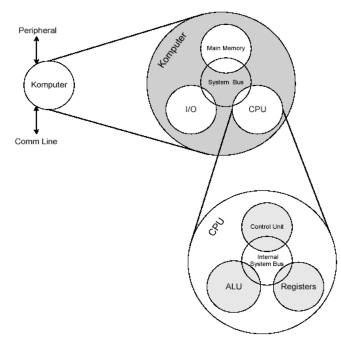 Peripheral
Komputer
Comm Line
Komputer
Main Memory
System Bus
I/O
CPU
CPU
Control Unit
Internal
System Bus
ALU
Registers